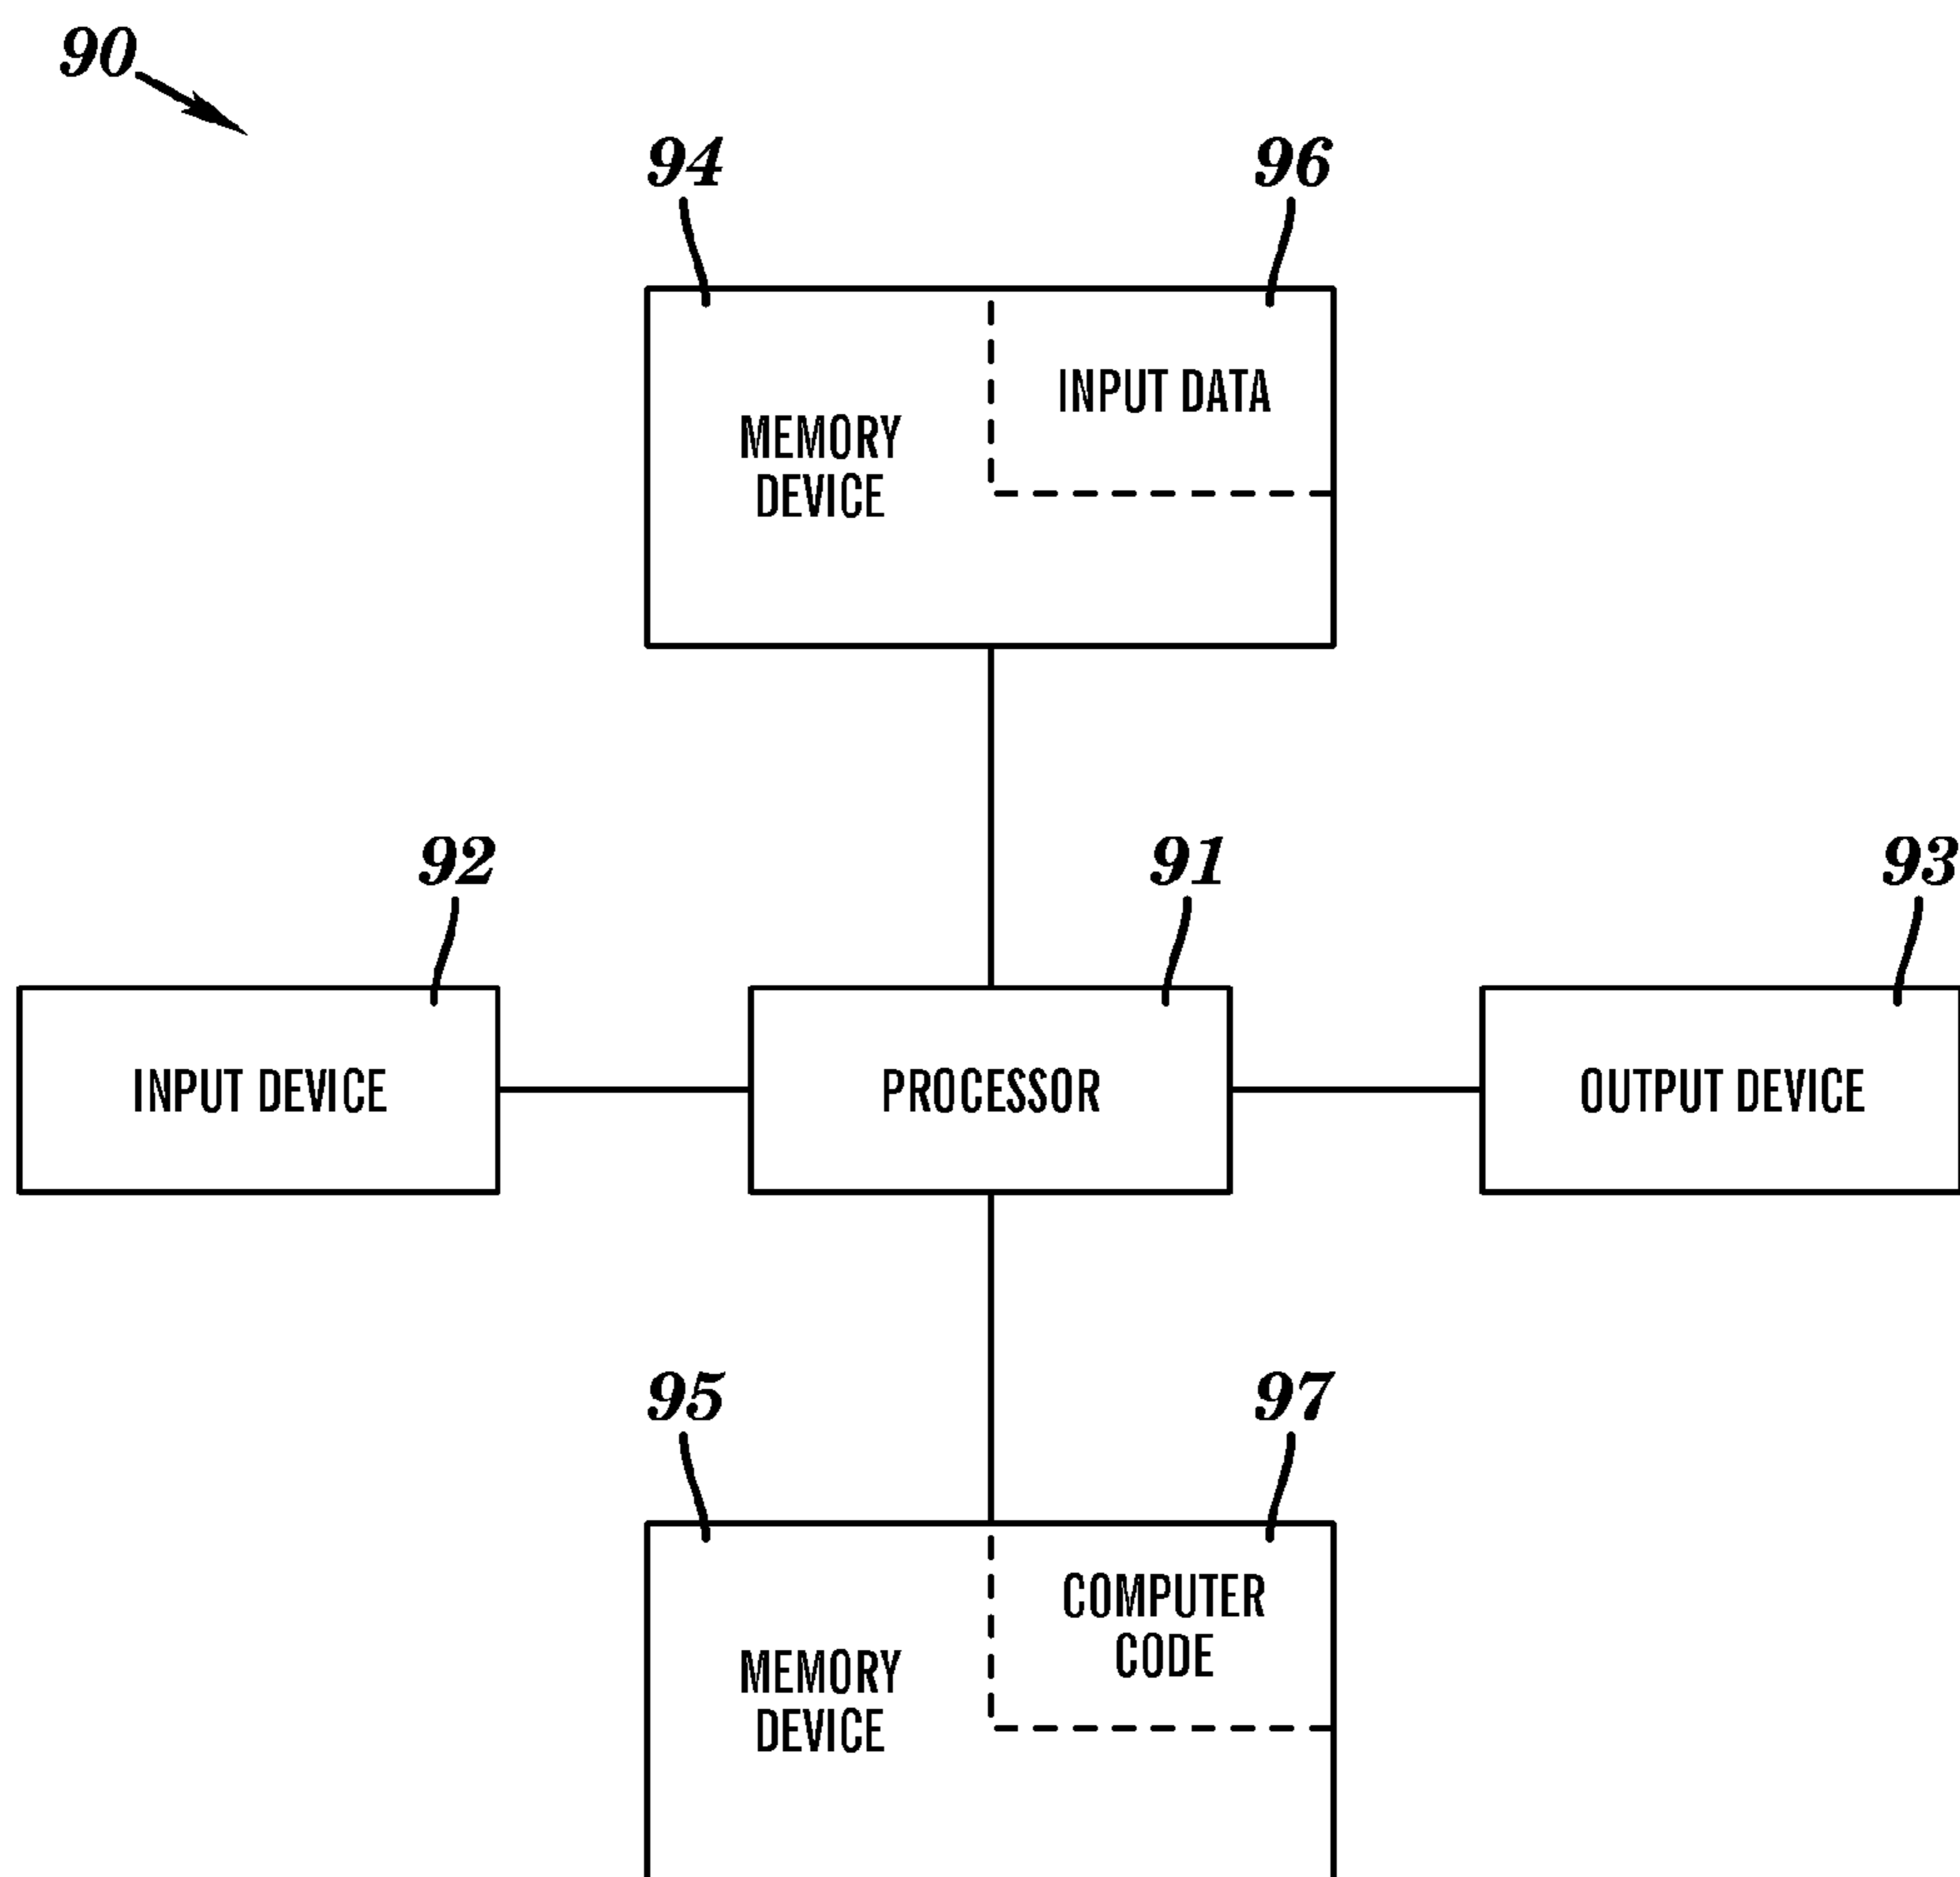 90
94
96
INPUT DATA
MEMORY
DEVICE
92
91
93
INPUT DEVICE
PROCESSOR
OUTPUT DEVICE
95
97
COMPUTER
CODE
MEMORY
DEVICE